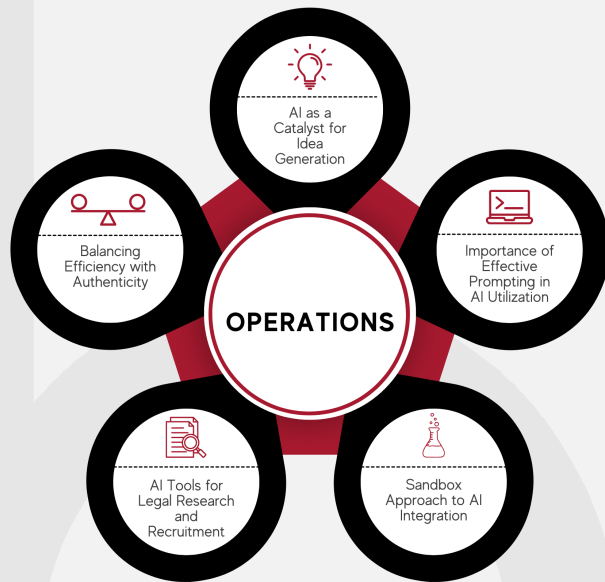 AI as a
Catalyst for
Idea
Generation
Balancing
Efficiency with
Authenticity
>_
Importance of
Effective
Prompting in
AI Utilization
OPERATIONS
AI Tools for
Legal Research
and
Recruitment
Sandbox
Approach to AI
Integration